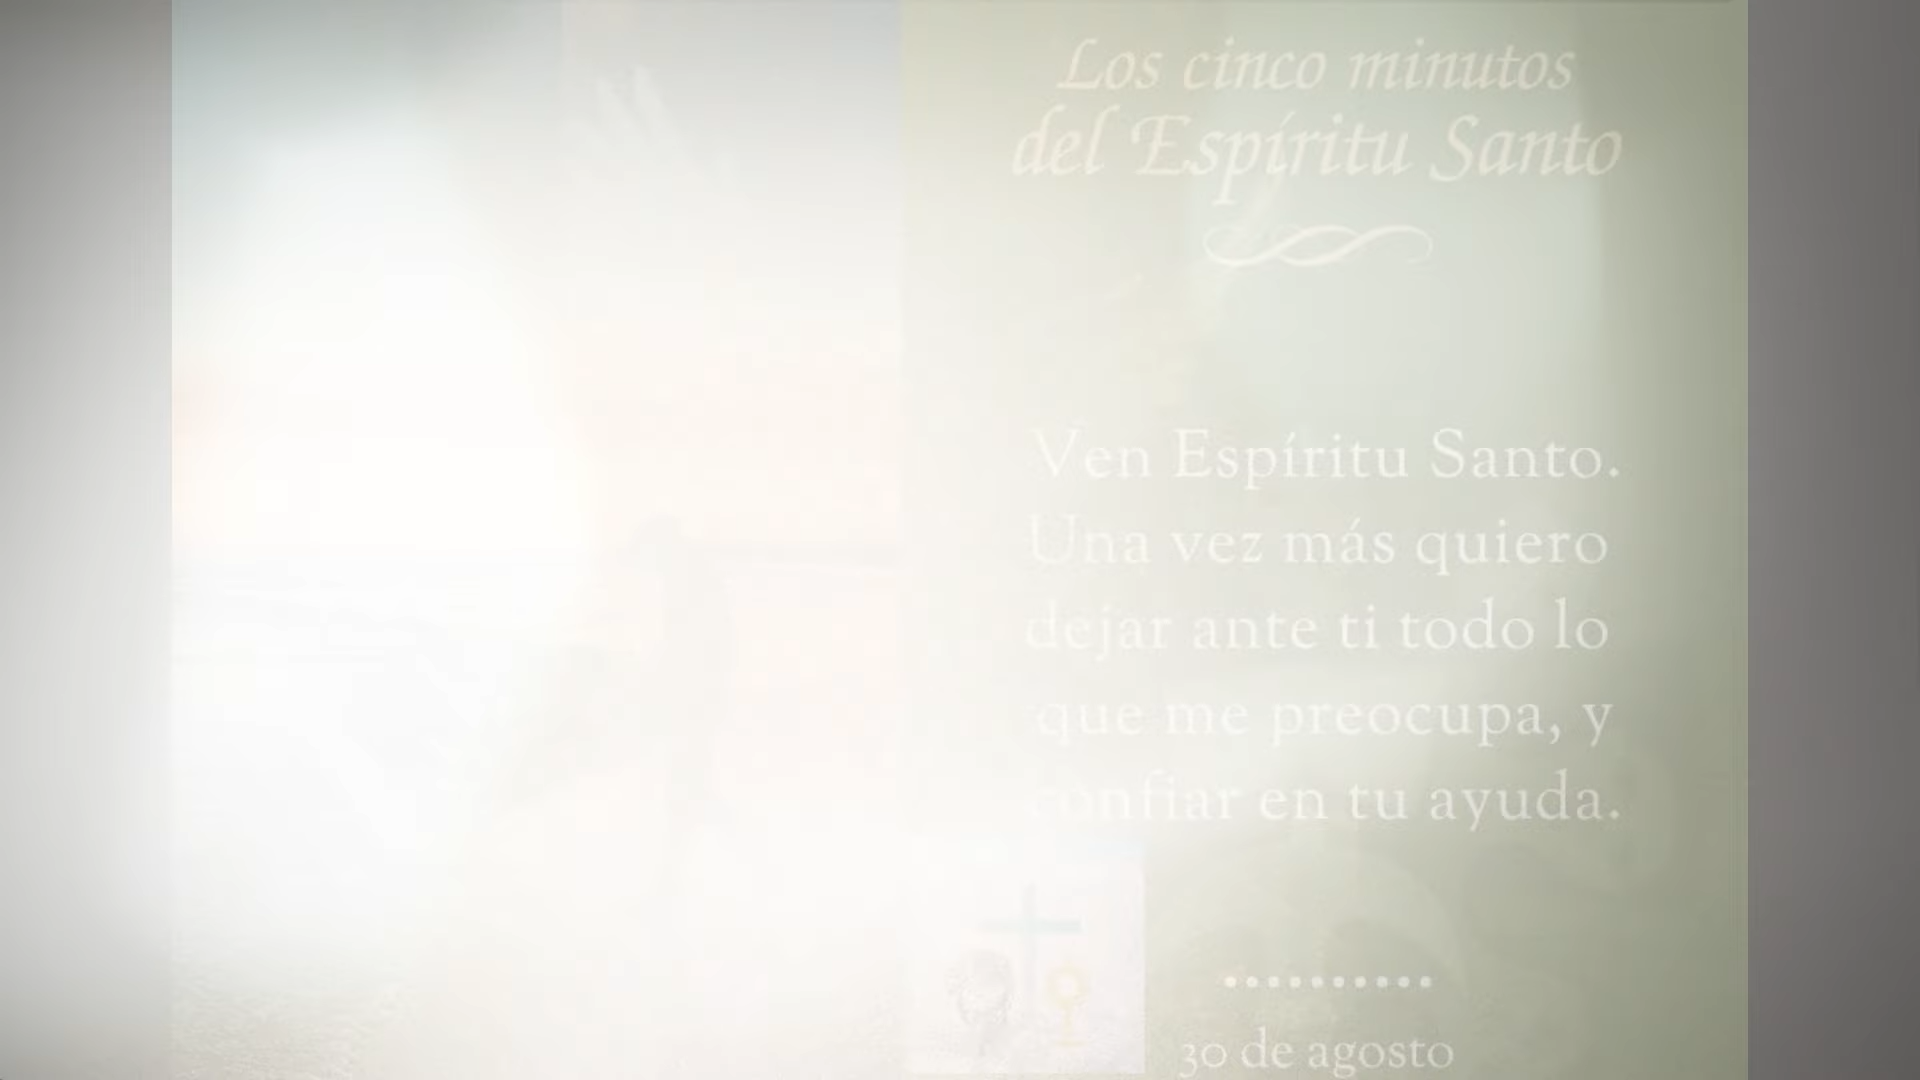 Los cinco minutos
del Espíritu Santo
Ven Espíritu Santo.
Una vez más quiero
dejar ante ti todo lo
que me preocupa, y
confiar en tu ayuda.
30 de agosto